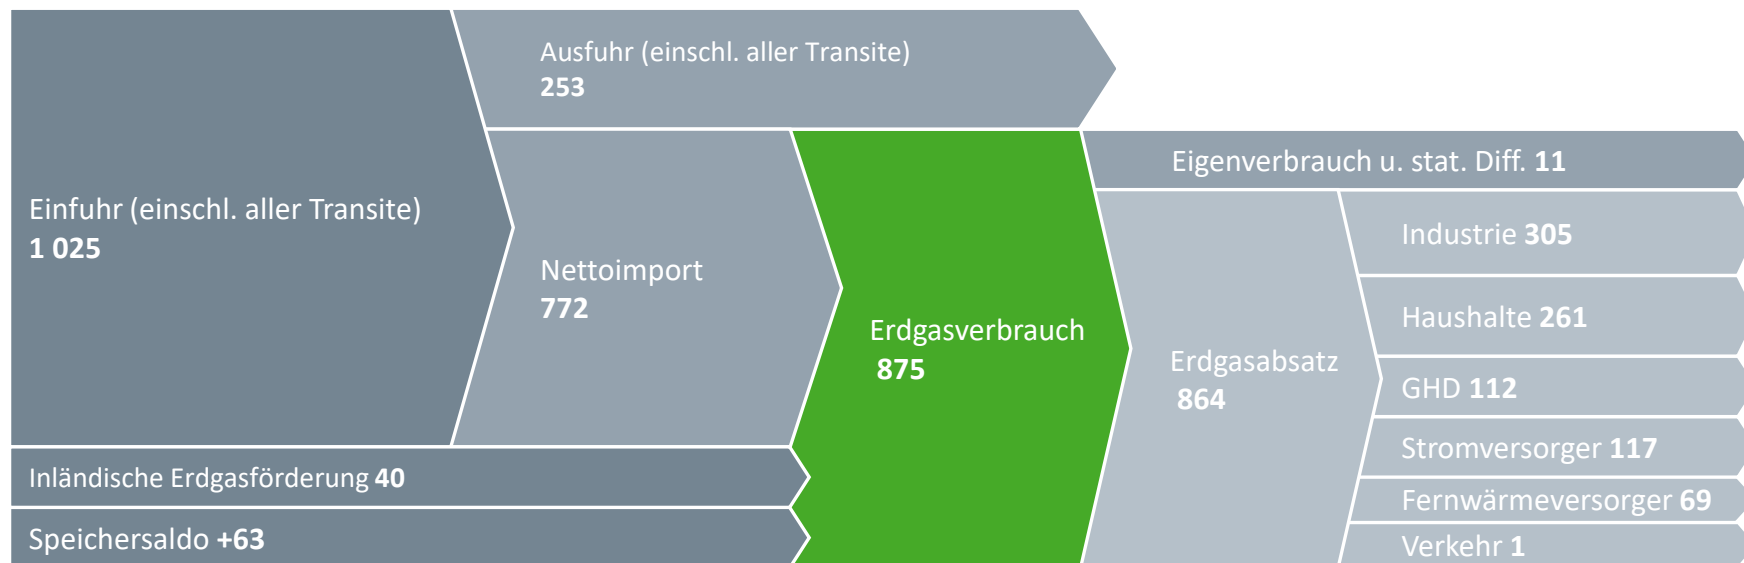 Einfuhr (einschl. aller Transite)
1 025
Inländische Erdgasförderung 40
Speichersaldo +63
Ausfuhr (einschl. aller Transite)
253
Nettoimport
772
Erdgasverbrauch
875
Eigenverbrauch u. stat. Diff. 11
Erdgasabsatz
864
Industrie 305
Haushalte 261
GHD 112
Stromversorger 117
Fernwärmeversorger 69
Verkehr 1